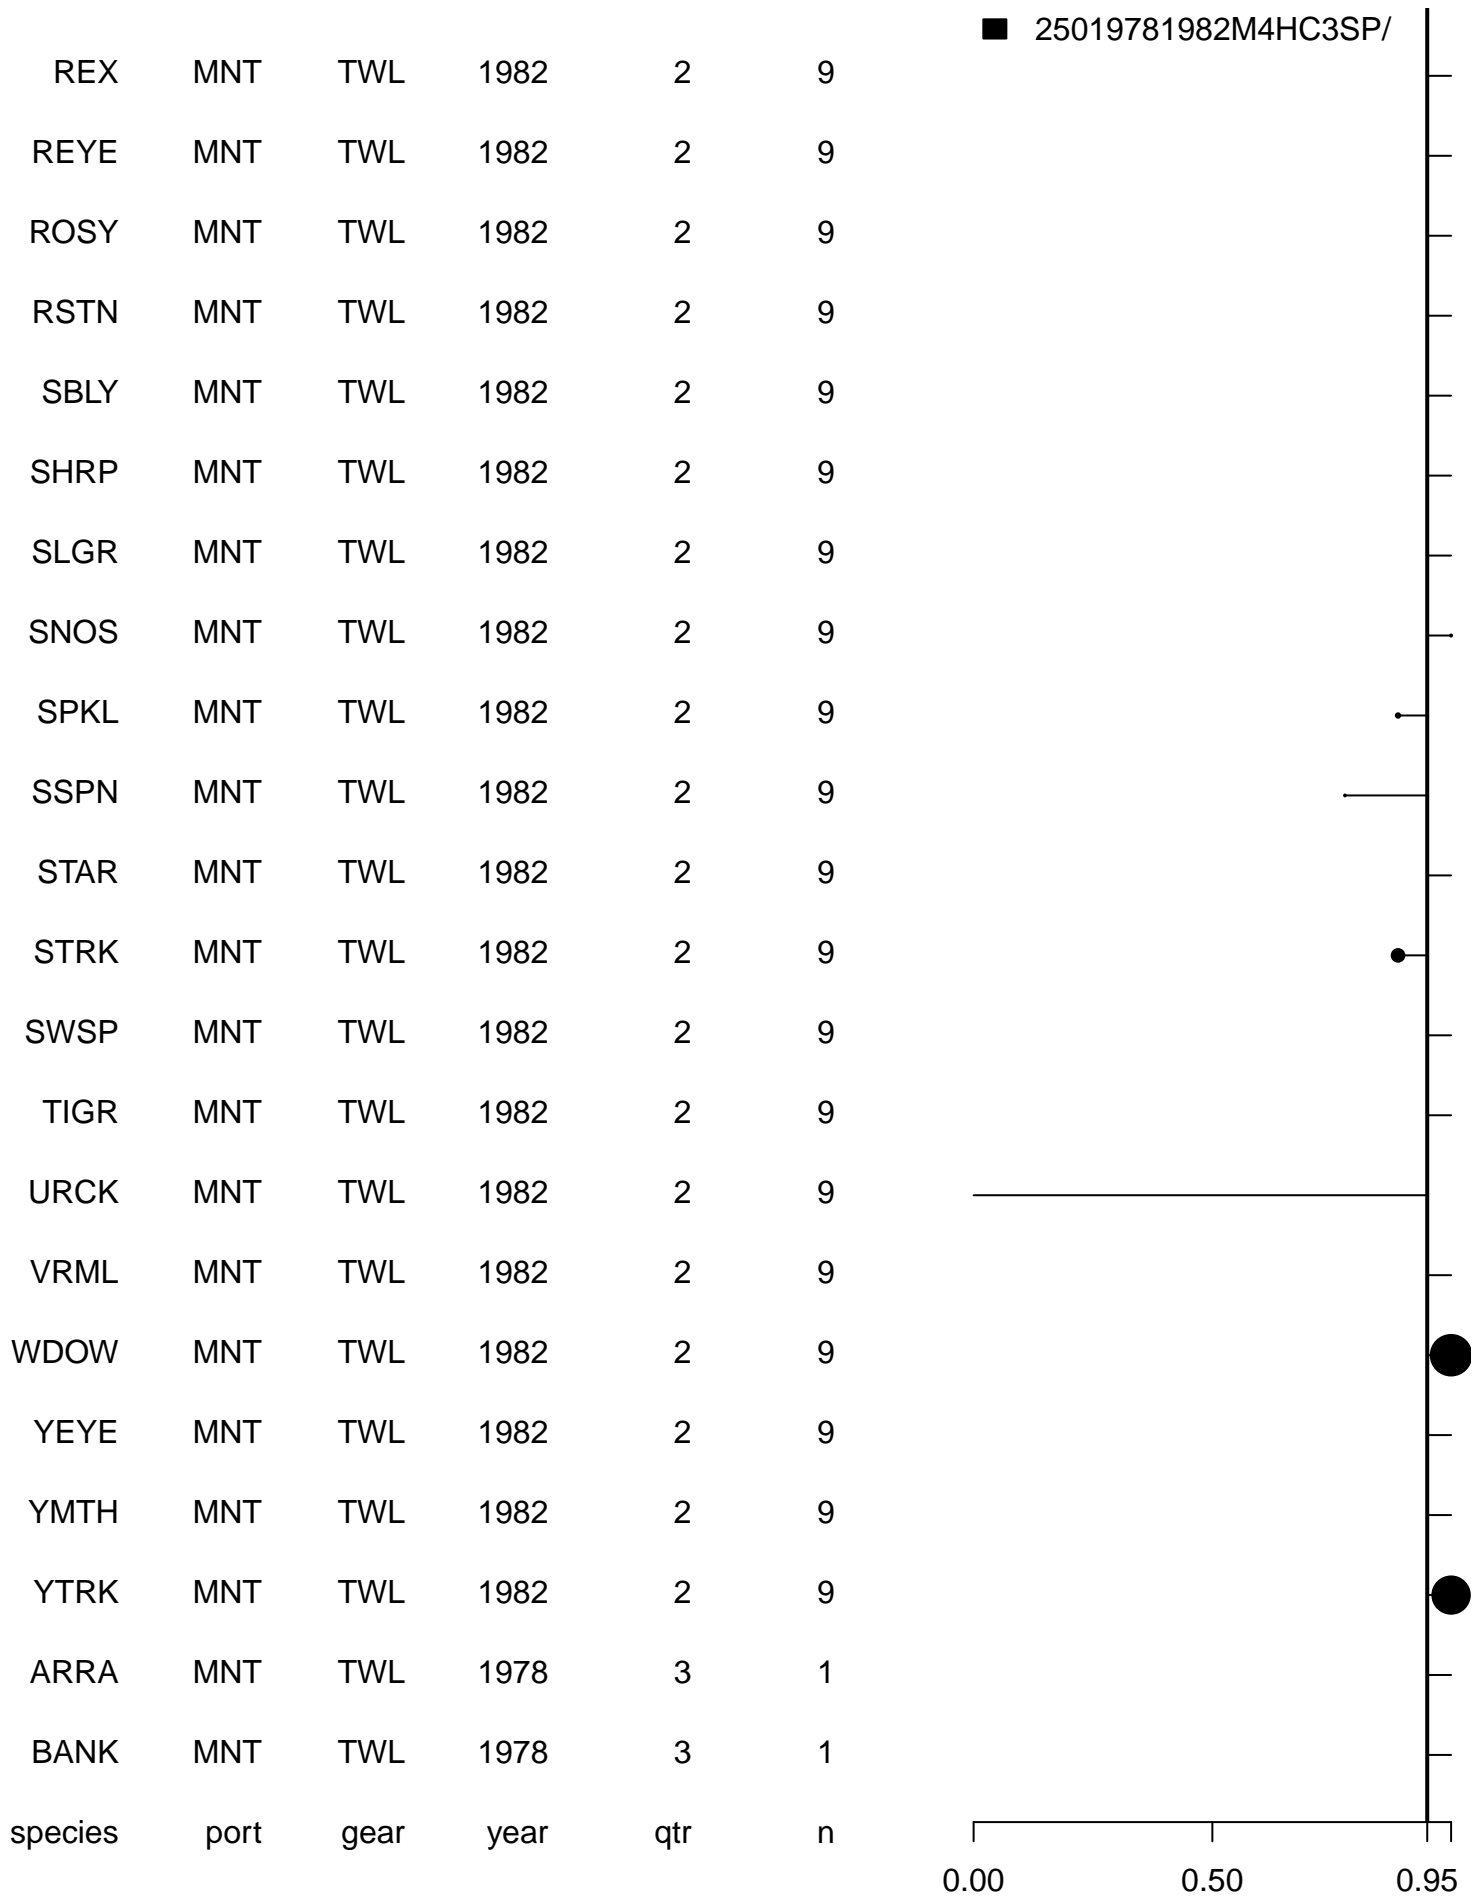 25019781982M4HC3SP/
REX MNT TWL 1982 2 9
REYE MNT TWL 1982 2 9
ROSY MNT TWL 1982 2 9
RSTN MNT TWL 1982 2 9
SBLY MNT TWL 1982 2 9
SHRP MNT TWL 1982 2 9
SLGR MNT TWL 1982 2 9
SNOS MNT TWL 1982 2 9
SPKL MNT TWL 1982 2 9
SSPN MNT TWL 1982 2 9
STAR MNT TWL 1982 2 9
STRK MNT TWL 1982 2 9
SWSP MNT TWL 1982 2 9
TIGR MNT TWL 1982 2 9
URCK MNT TWL 1982 2 9
VRML MNT TWL 1982 2 9
WDOW MNT TWL 1982 2 9
YEYE MNT TWL 1982 2 9
YMTH MNT TWL 1982 2 9
YTRK MNT TWL 1982 2 9
ARRA MNT TWL 1978 3 1
BANK MNT TWL 1978 3 1
species port gear year qtr n
0.00 0.50 0.95